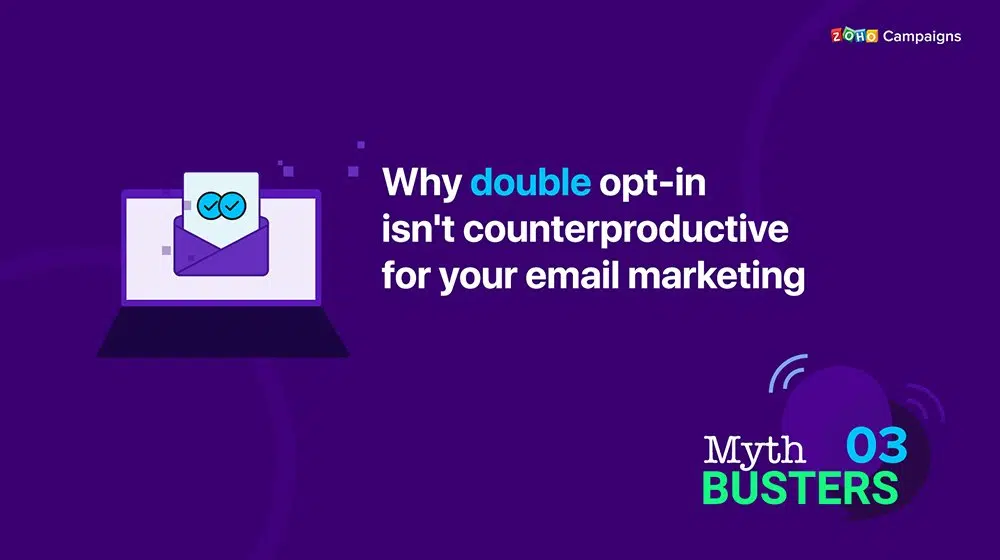 ZOHO Campaigns
Why double opt-in
isn't counterproductive
for your email marketing
Myth 03
BUSTERS